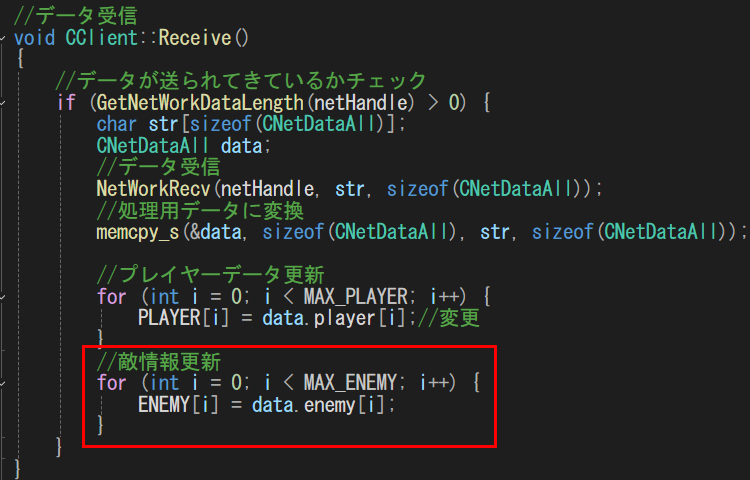 //データ受信
void CClient::Receive()
{
//データが送られてきているかチェック
if (GetNetWorkDataLength(netHandle) > 0) {
char str[sizeof(CNetDataAll)];
CNetDataAll data;
//データ受信
NetWorkRecv(netHandle, str, sizeof(CNetDataAll));
//処理用データに変換
memcpy_s(&data, sizeof(CNetDataAll), str, sizeof(CNetDataAll));
//プレイヤーデータ更新
for (int i = 0; i < MAX_PLAYER; i++) {
PLAYER[i] = data.player[i];//変更
}
//敵情報更新
for (int i = 0; i < MAX_ENEMY; i++) {
ENEMY[i] = data.enemy[i];
}
}
}